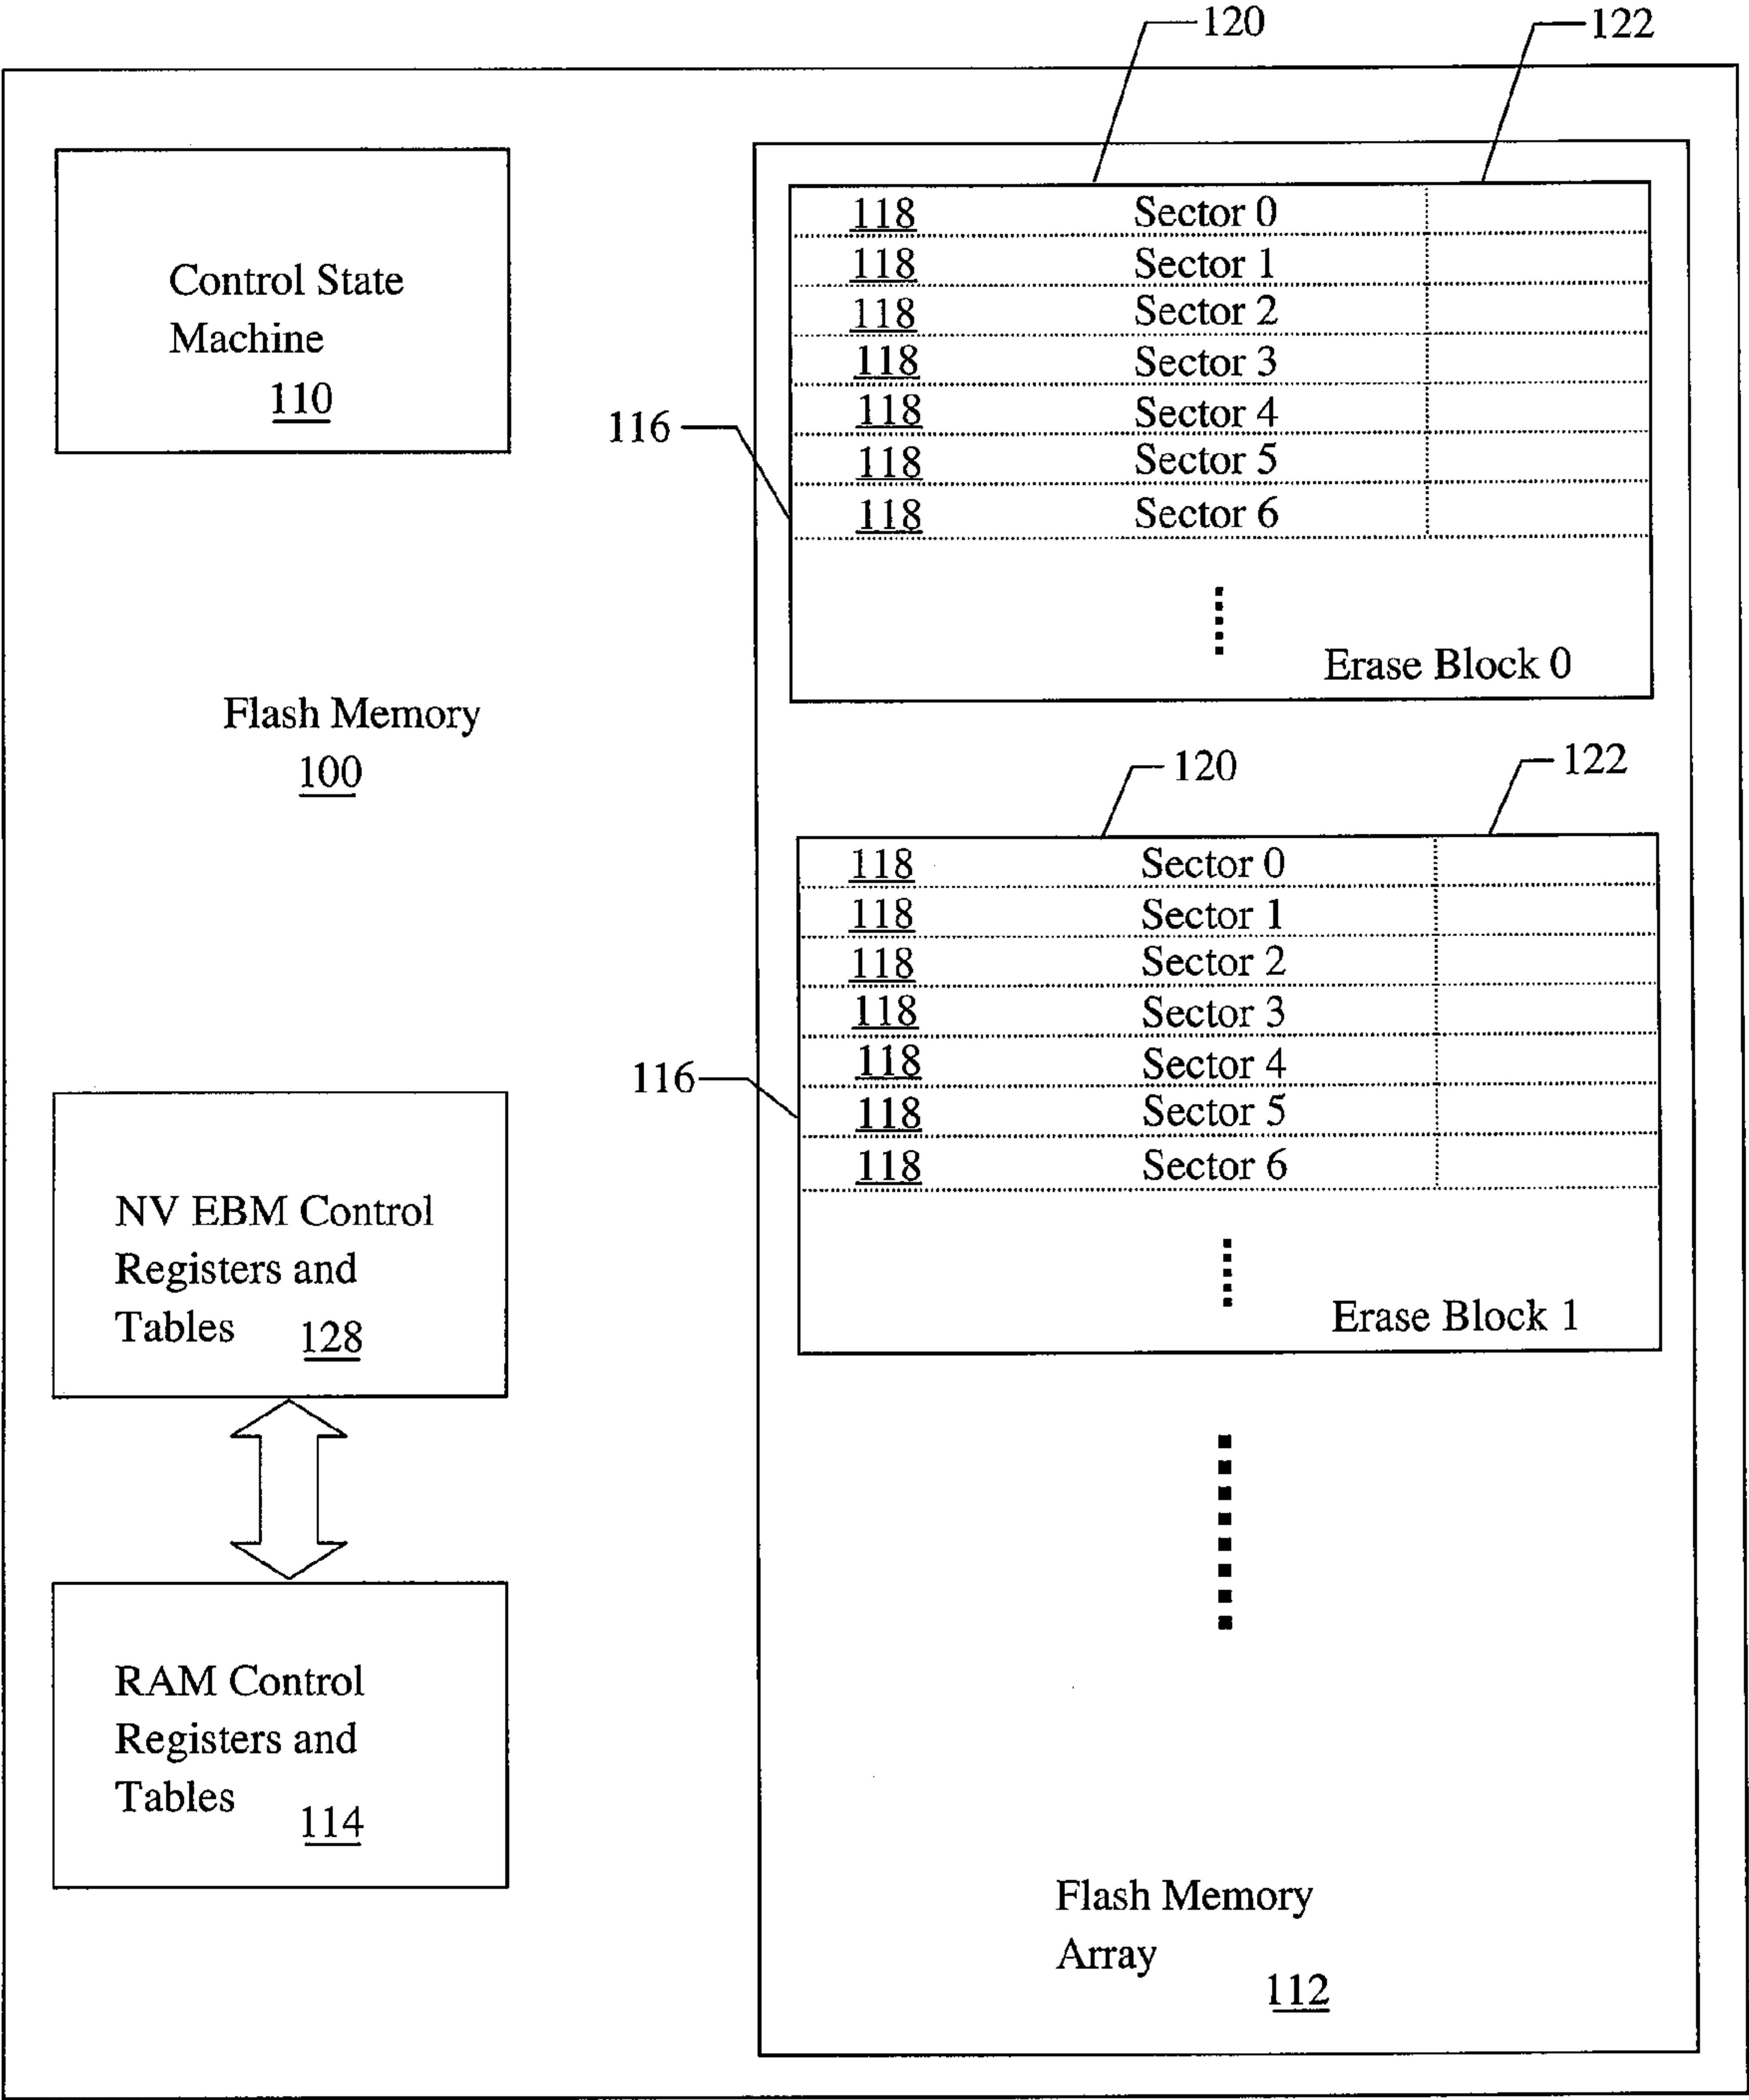 120
122
Control State
Machine
110
118 Sector 0
118 Sector 1
118 Sector 2
118 Sector 3
118 Sector 4
118 Sector 5
118 Sector 6
116
Erase Block 0
Flash Memory
100
120
122
118 Sector 0
118 Sector 1
118 Sector 2
118 Sector 3
118 Sector 4
118 Sector 5
118 Sector 6
116
Erase Block 1
NV EBM Control
Registers and
Tables 128
RAM Control
Registers and
Tables 114
Flash Memory
Array
112